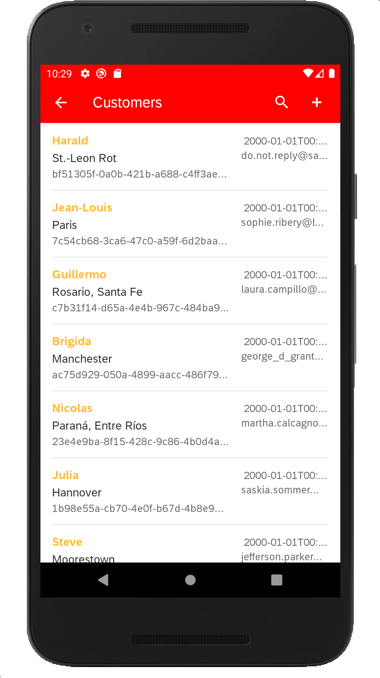 10:29
Customers
Harald 2000-01-01T00:...
St.-Leon Rot do.not.reply@sa...
bf51305f-0a0b-421b-a688-c4ff3ae...
Jean-Louis 2000-01-01T00:...
Paris sophie.ribery@l...
7c54cb68-3ca6-47c0-a59f-6d2baa...
Guillermo 2000-01-01T00:...
Rosario, Santa Fe laura.campillo@...
c7b31f14-d65a-4e4b-967c-484ba9...
Brigida 2000-01-01T00:...
Manchester george_d_grant...
ac75d929-050a-4899-aacc-486f79...
Nicolas 2000-01-01T00:...
Paraná, Entre Ríos martha.calcagno...
23e4e9ba-8f15-428c-9c86-4b0d4a...
Julia 2000-01-01T00:...
Hannover saskia.sommer...
1b98e55a-cb70-4e0f-b67d-4b8e9...
Steve 2000-01-01T00:...
Moorestown jefferson.parker...